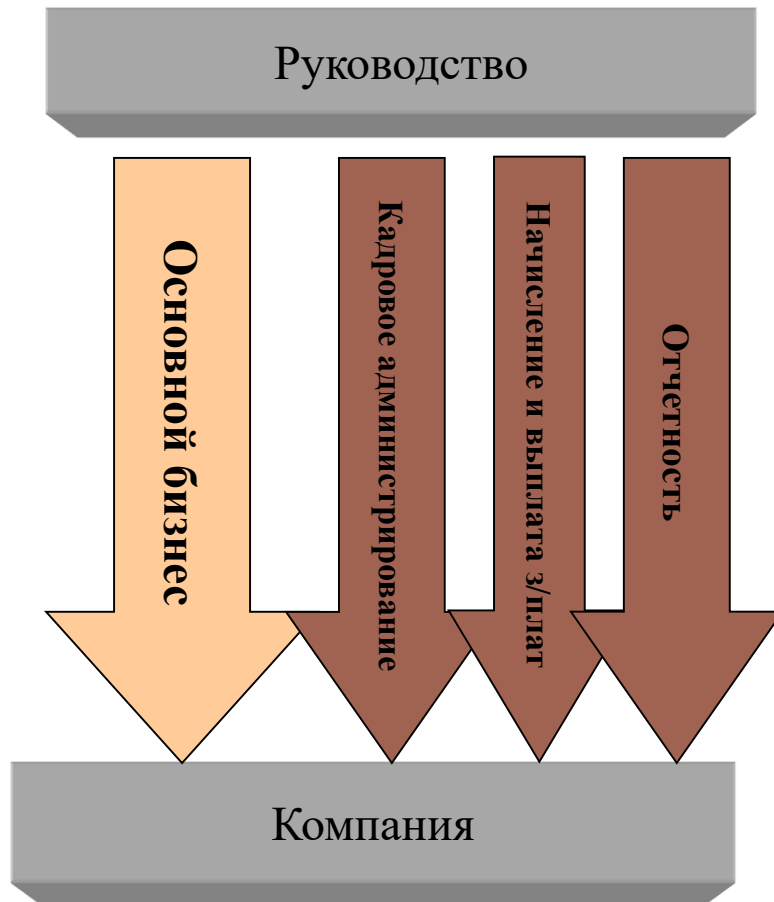 Руководство
Основной бизнес
Кадровое администрирование
Начисление и выплата з/плат
Отчетность
Компания